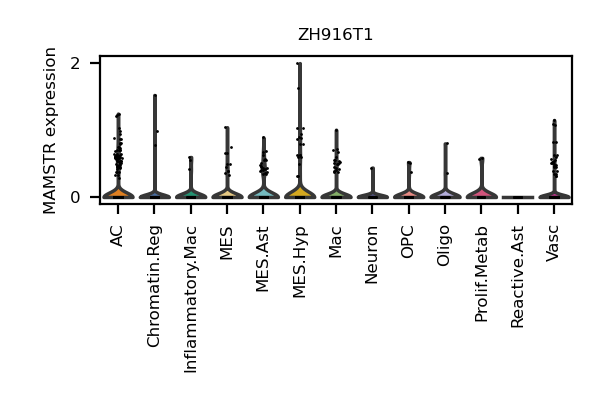 ZH916T1
MAMSTR expression
2
0
AC
Chromatin.Reg
Inflammatory.Mac
MES
MES.Ast
MES.Hyp
Mac
Neuron
OPC
Oligo
Prolif.Metab
Reactive.Ast
Vasc